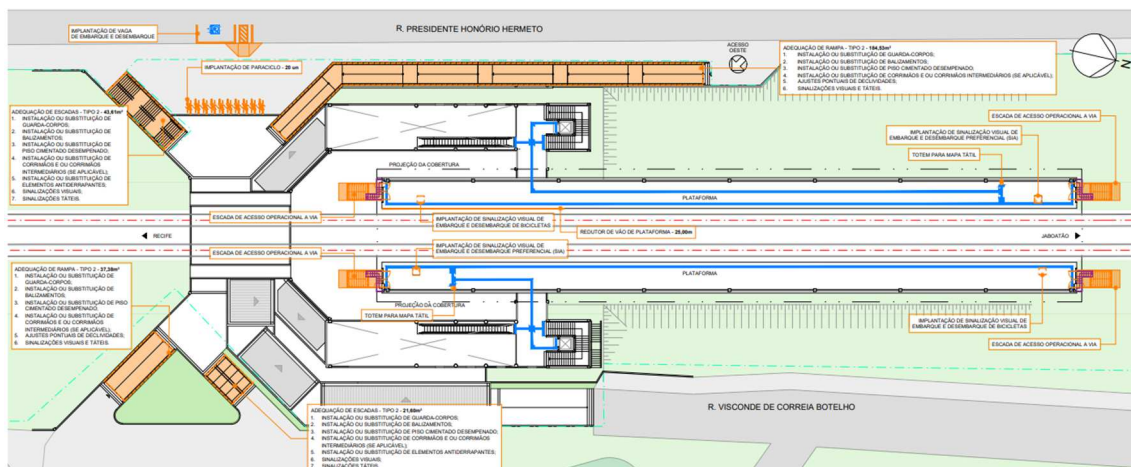 R. PRESIDENTE HONÓRIO HERMETO
IMPLANTAÇÃO DE VAGA
DE EMBARQUE E DESEMBARQUE
IMPLANTAÇÃO DE PARACICLO - 20 un
ACESSO
OESTE
N
ADEQUAÇÃO DE RAMPA - TIPO 2 - 184,53m²
1. INSTALAÇÃO OU SUBSTITUIÇÃO DE GUARDA-CORPOS;
2. INSTALAÇÃO OU SUBSTITUIÇÃO DE BALIZAMENTOS;
3. INSTALAÇÃO OU SUBSTITUIÇÃO DE PISO CIMENTADO DESEMPENADO;
4. INSTALAÇÃO OU SUBSTITUIÇÃO DE CORRIMÃOS E OU CORRIMÃOS INTERMEDIÁRIOS (SE APLICÁVEL);
5. AJUSTES PONTUAIS DE DECLIVIDADES;
6. SINALIZAÇÕES VISUAIS E TÁTEIS.
ADEQUAÇÃO DE ESCADAS - TIPO 2 -
1. INSTALAÇÃO OU SUBSTITUIÇÃO DE
GUARDA-CORPOS;
2. INSTALAÇÃO OU SUBSTITUIÇÃO DE
BALIZAMENTOS;
3. INSTALAÇÃO OU SUBSTITUIÇÃO DE
PISO CIMENTADO DESEMPENADO;
4. INSTALAÇÃO OU SUBSTITUIÇÃO DE
CORRIMÃOS E OU CORRIMÃOS
INTERMEDIÁRIOS (SE APLICÁVEL);
5. INSTALAÇÃO OU SUBSTITUIÇÃO DE
ELEMENTOS ANTIDERRAPANTES;
6. SINALIZAÇÕES VISUAIS;
7. SINALIZAÇÕES TÁTEIS.
ESCADA DE ACESSO OPERACIONAL A VIA
IMPLANTAÇÃO DE SINALIZAÇÃO VISUAL DE
EMBARQUE E DESEMBARQUE PREFERENCIAL (SIA)
TOTEM PARA MAPA TÁTIL
PROJEÇÃO DA COBERTURA
PLATAFORMA
ESCADA DE ACESSO OPERACIONAL A VIA
IMPLANTAÇÃO DE SINALIZAÇÃO VISUAL DE
EMBARQUE E DESEMBARQUE DE BICICLETAS
REDUTOR DE VÃO DE PLATAFORMA - 25,00m
RECIFE
JABOATÃO
IMPLANTAÇÃO DE SINALIZAÇÃO VISUAL DE
EMBARQUE E DESEMBARQUE PREFERENCIAL (SIA)
ESCADA DE ACESSO OPERACIONAL A VIA
PLATAFORMA
ADEQUAÇÃO DE RAMPA - TIPO 2 - 37,38m²
1. INSTALAÇÃO OU SUBSTITUIÇÃO DE
GUARDA-CORPOS;
2. INSTALAÇÃO OU SUBSTITUIÇÃO DE
BALIZAMENTOS;
3. INSTALAÇÃO OU SUBSTITUIÇÃO DE PISO
CIMENTADO DESEMPENADO;
4. INSTALAÇÃO OU SUBSTITUIÇÃO DE
CORRIMÃOS E OU CORRIMÃOS
INTERMEDIÁRIOS (SE APLICÁVEL);
5. AJUSTES PONTUAIS DE DECLIVIDADES;
6. SINALIZAÇÕES VISUAIS E TÁTEIS.
PROJEÇÃO DA COBERTURA
TOTEM PARA MAPA TÁTIL
IMPLANTAÇÃO DE SINALIZAÇÃO VISUAL DE
EMBARQUE E DESEMBARQUE DE BICICLETAS
ESCADA DE ACESSO OPERACIONAL A VIA
R. VISCONDE DE CORREIA BOTELHO
ADEQUAÇÃO DE ESCADAS - TIPO 2 - 21,60m²
1. INSTALAÇÃO OU SUBSTITUIÇÃO DE GUARDA-CORPOS;
2. INSTALAÇÃO OU SUBSTITUIÇÃO DE BALIZAMENTOS;
3. INSTALAÇÃO OU SUBSTITUIÇÃO DE PISO CIMENTADO DESEMPENADO;
4. INSTALAÇÃO OU SUBSTITUIÇÃO DE CORRIMÃOS E OU CORRIMÃOS
INTERMEDIÁRIOS (SE APLICÁVEL);
5. INSTALAÇÃO OU SUBSTITUIÇÃO DE ELEMENTOS ANTIDERRAPANTES;
6. SINALIZAÇÕES VISUAIS;
7. SINALIZAÇÕES TÁTEIS.